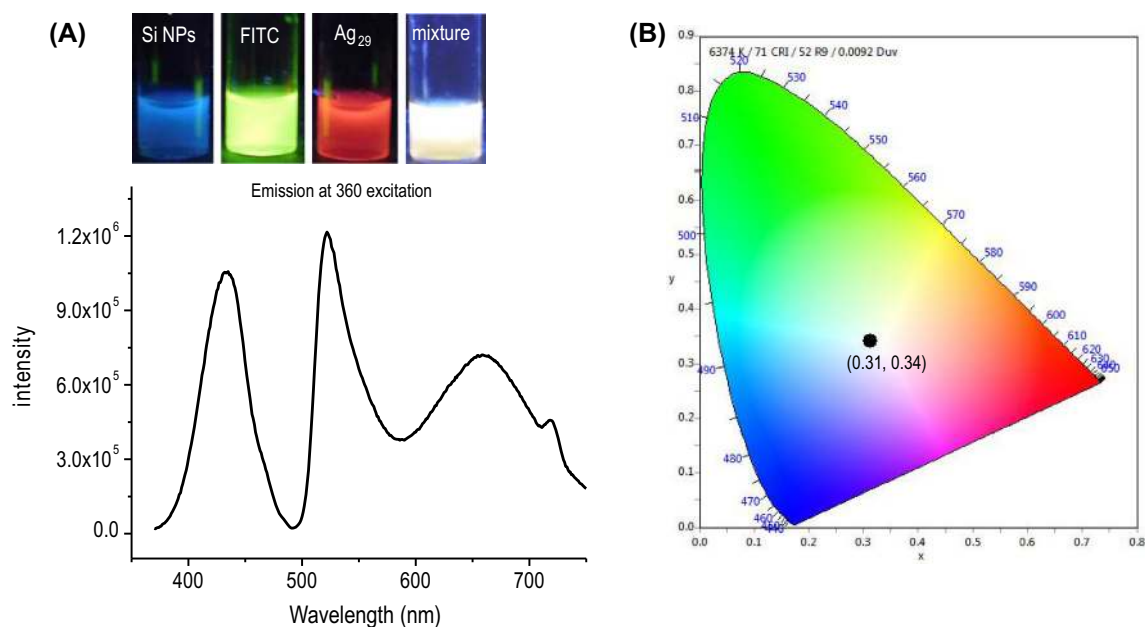 (A)
Si NPs
FITC
Ag29
mixture
Emission at 360 excitation
1.2x10^6
9.0x10^5
6.0x10^5
3.0x10^5
0.0
intensity
400
500
600
700
Wavelength (nm)
(B)
6374 K / 71 CRI / 52 R9 / 0.0092 Duv
0.9
0.8
0.7
0.6
0.5
0.4
0.3
0.2
0.1
0.0
y
0.0
0.1
0.2
0.3
0.4
0.5
0.6
0.7
0.8
x
520
530
540
550
560
570
580
590
600
610
620
630
510
500
490
480
470
460
(0.31, 0.34)